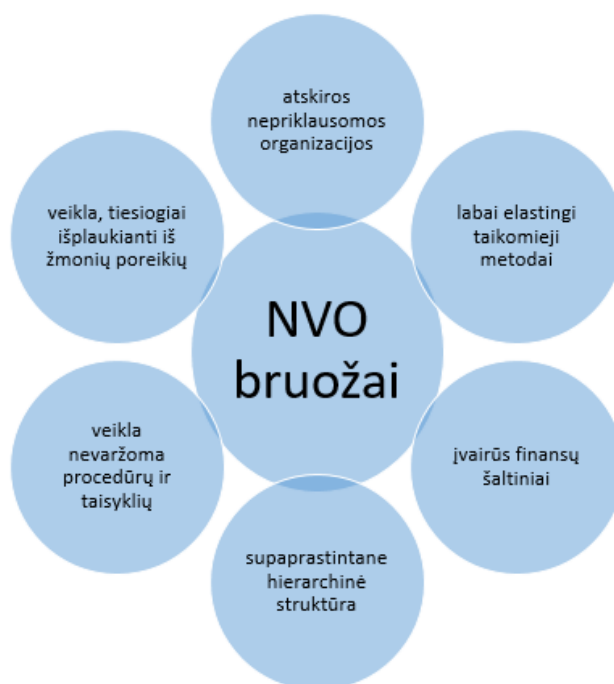 atskiros
nepriklausomos
organizacijos
veikla, tiesiogiai
išplaukianti iš
žmonių poreikių
labai elastingi
taikomieji
metodai
NVO
bruožai
veikla
nevaržoma
procedūrų ir
taisyklių
įvairūs finansų
šaltiniai
supaprastintane
hierarchinė
struktūra